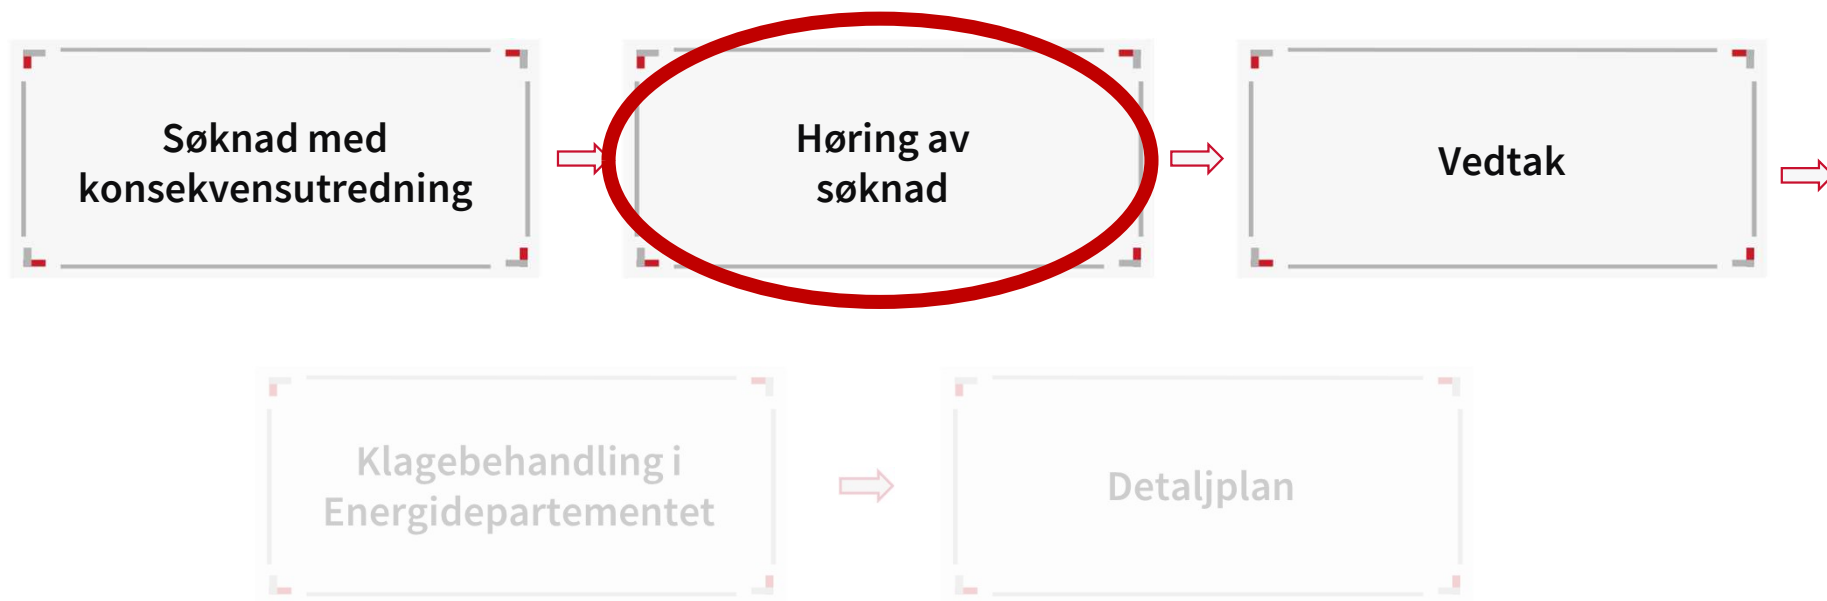 Søknad med
konsekvensutredning
Høring av
søknad
Vedtak
Klagebehandling i
Energidepartementet
Detaljplan